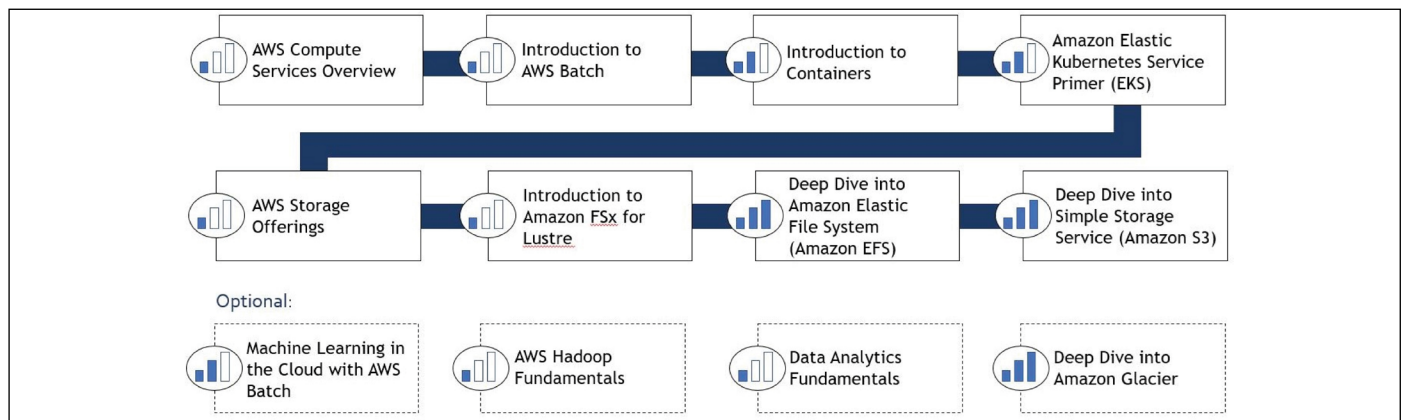 AWS Compute
Services Overview
Introduction to
AWS Batch
Introduction to
Containers
Amazon Elastic
Kubernetes Service
Primer (EKS)
AWS Storage
Offerings
Introduction to
Amazon FSx for
Lustre
Deep Dive into
Amazon Elastic
File System
(Amazon EFS)
Deep Dive into
Simple Storage
Service (Amazon S3)
Optional:
Machine Learning in
the Cloud with AWS
Batch
AWS Hadoop
Fundamentals
Data Analytics
Fundamentals
Deep Dive into
Amazon Glacier